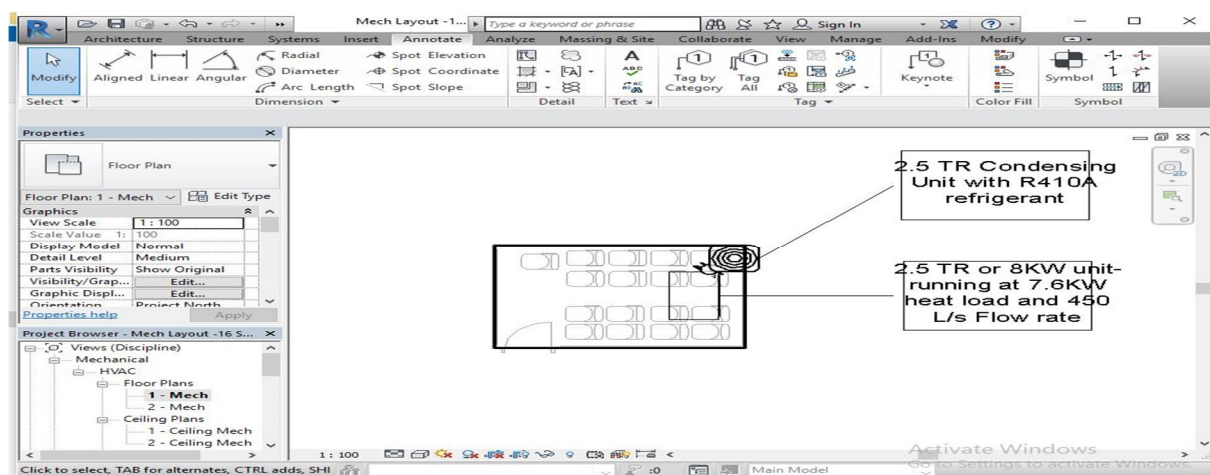 Mech Layout -1...
Type a keyword or phrase
Sign In
Architecture Structure Systems Insert Annotate Analyze Massing & Site Collaborate View Manage Add-Ins Modify
Modify
Aligned Linear Angular
Radial
Diameter
Arc Length
Spot Elevation
Spot Coordinate
Spot Slope
Tag by
Category
Tag
All
Keynote
Symbol
Select
Dimension
Detail
Text
Tag
Color Fill
Symbol
Properties
Floor Plan
Floor Plan: 1 - Mech
Edit Type
Graphics
View Scale 1 : 100
Scale Value 1: 100
Display Model Normal
Detail Level Medium
Parts Visibility Show Original
Visibility/Grap... Edit...
Graphic Displ... Edit...
Orientation Project North
Properties help Apply
Project Browser - Mech Layout -16 S...
Views (Discipline)
Mechanical
HVAC
Floor Plans
1 - Mech
2 - Mech
Ceiling Plans
1 - Ceiling Mech
2 - Ceiling Mech
2.5 TR Condensing
Unit with R410A
refrigerant
2.5 TR or 8KW unit-
running at 7.6KW
heat load and 450
L/s Flow rate
1 : 100
Activate Windows
Go to Settings to activate Windows.
Click to select, TAB for alternates, CTRL adds, SHI
:0
Main Model